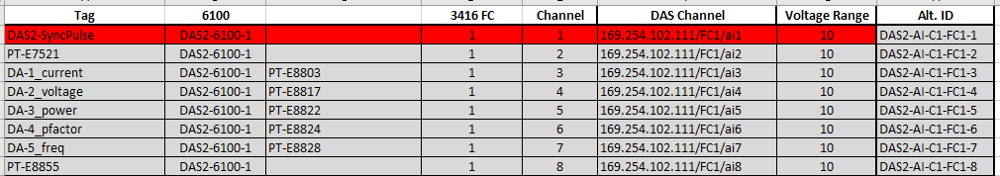 Tag 6100 3416 FC Channel DAS Channel Voltage Range Alt. ID
DAS2-SyncPulse DAS2-6100-1 1 1 169.254.102.111/FC1/ai1 10 DAS2-AI-C1-FC1-1
PT-E7521 DAS2-6100-1 1 2 169.254.102.111/FC1/ai2 10 DAS2-AI-C1-FC1-2
DA-1_current DAS2-6100-1 PT-E8803 1 3 169.254.102.111/FC1/ai3 10 DAS2-AI-C1-FC1-3
DA-2_voltage DAS2-6100-1 PT-E8817 1 4 169.254.102.111/FC1/ai4 10 DAS2-AI-C1-FC1-4
DA-3_power DAS2-6100-1 PT-E8822 1 5 169.254.102.111/FC1/ai5 10 DAS2-AI-C1-FC1-5
DA-4_pfactor DAS2-6100-1 PT-E8824 1 6 169.254.102.111/FC1/ai6 10 DAS2-AI-C1-FC1-6
DA-5_freq DAS2-6100-1 PT-E8828 1 7 169.254.102.111/FC1/ai7 10 DAS2-AI-C1-FC1-7
PT-E8855 DAS2-6100-1 1 8 169.254.102.111/FC1/ai8 10 DAS2-AI-C1-FC1-8